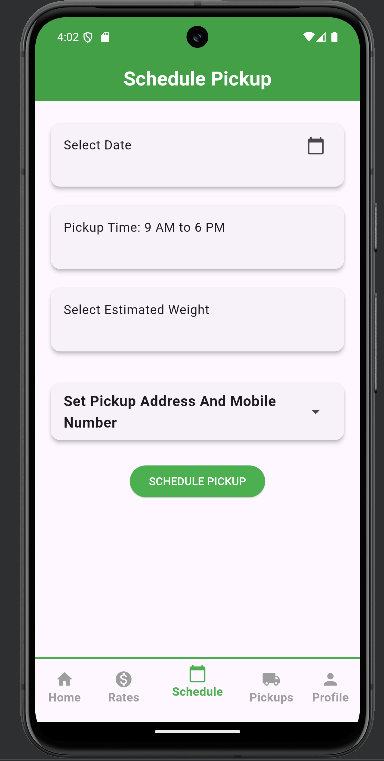 4:02
Schedule Pickup
Select Date
Pickup Time: 9 AM to 6 PM
Select Estimated Weight
Set Pickup Address And Mobile
Number
SCHEDULE PICKUP
Home Rates Schedule Pickups Profile